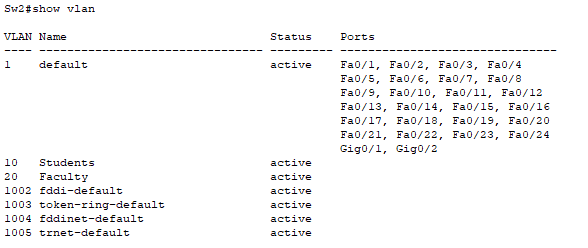 Sw2#show vlan
VLAN Name                             Status    Ports
---- -------------------------------- --------- -------------------------------
1    default                          active    Fa0/1, Fa0/2, Fa0/3, Fa0/4
                                                Fa0/5, Fa0/6, Fa0/7, Fa0/8
                                                Fa0/9, Fa0/10, Fa0/11, Fa0/12
                                                Fa0/13, Fa0/14, Fa0/15, Fa0/16
                                                Fa0/17, Fa0/18, Fa0/19, Fa0/20
                                                Fa0/21, Fa0/22, Fa0/23, Fa0/24
                                                Gig0/1, Gig0/2
10   Students                         active
20   Faculty                          active
1002 fddi-default                     active
1003 token-ring-default               active
1004 fddinet-default                  active
1005 trnet-default                    active